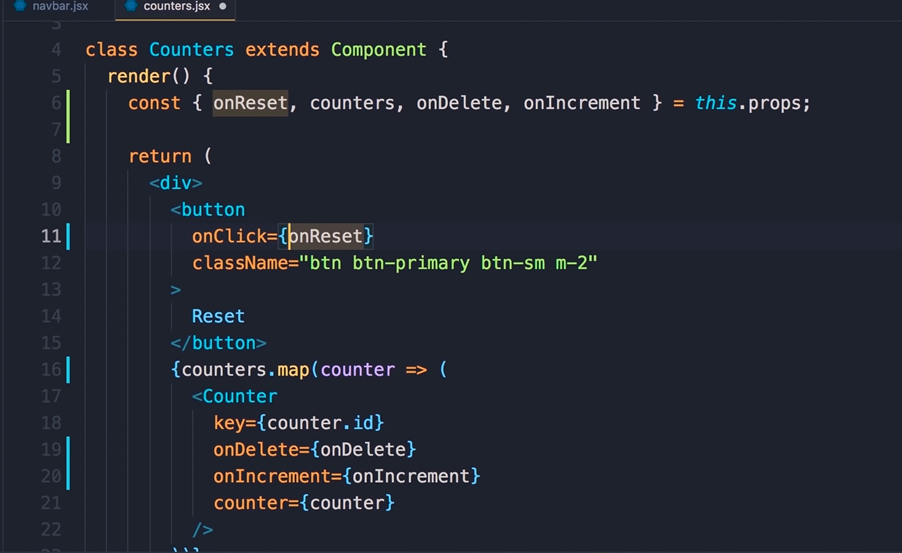 navbar.jsx counters.jsx
3
4 class Counters extends Component {
5 render() {
6 const { onReset, counters, onDelete, onIncrement } = this.props;
7
8 return (
9 <div>
10 <button
11 onClick={onReset}
12 className="btn btn-primary btn-sm m-2"
13 >
14 Reset
15 </button>
16 {counters.map(counter => (
17 <Counter
18 key={counter.id}
19 onDelete={onDelete}
20 onIncrement={onIncrement}
21 counter={counter}
22 />
))}